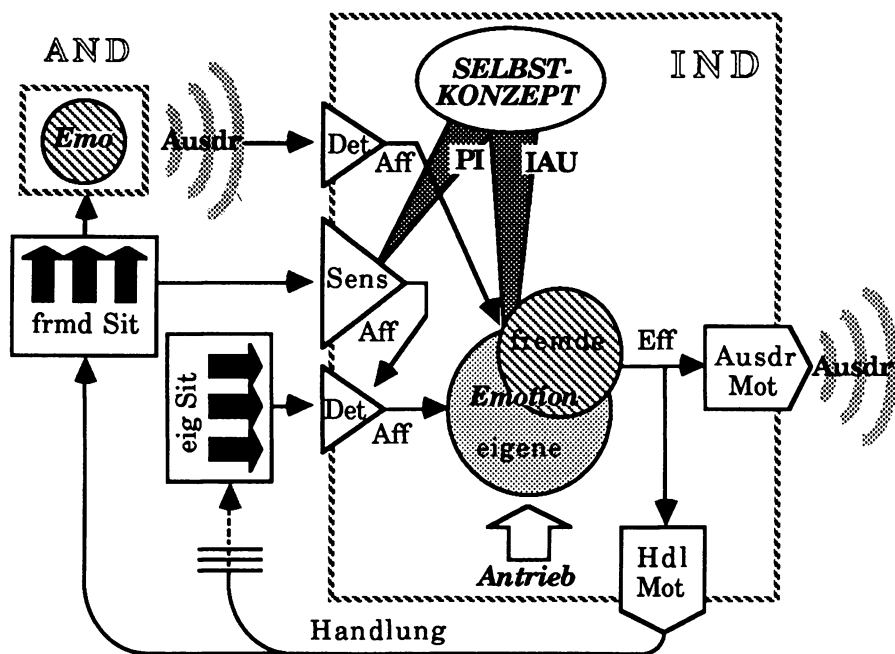 AND
IND
SELBST-
KONZEPT
Emo
Ausdr
Det
Aff
PI
IAU
frmd Sit
Sens
Aff
eig Sit
Det
Aff
fremde
Emotion
eigene
Eff
Ausdr
Mot
Ausdr
Antrieb
Hdl
Mot
Handlung